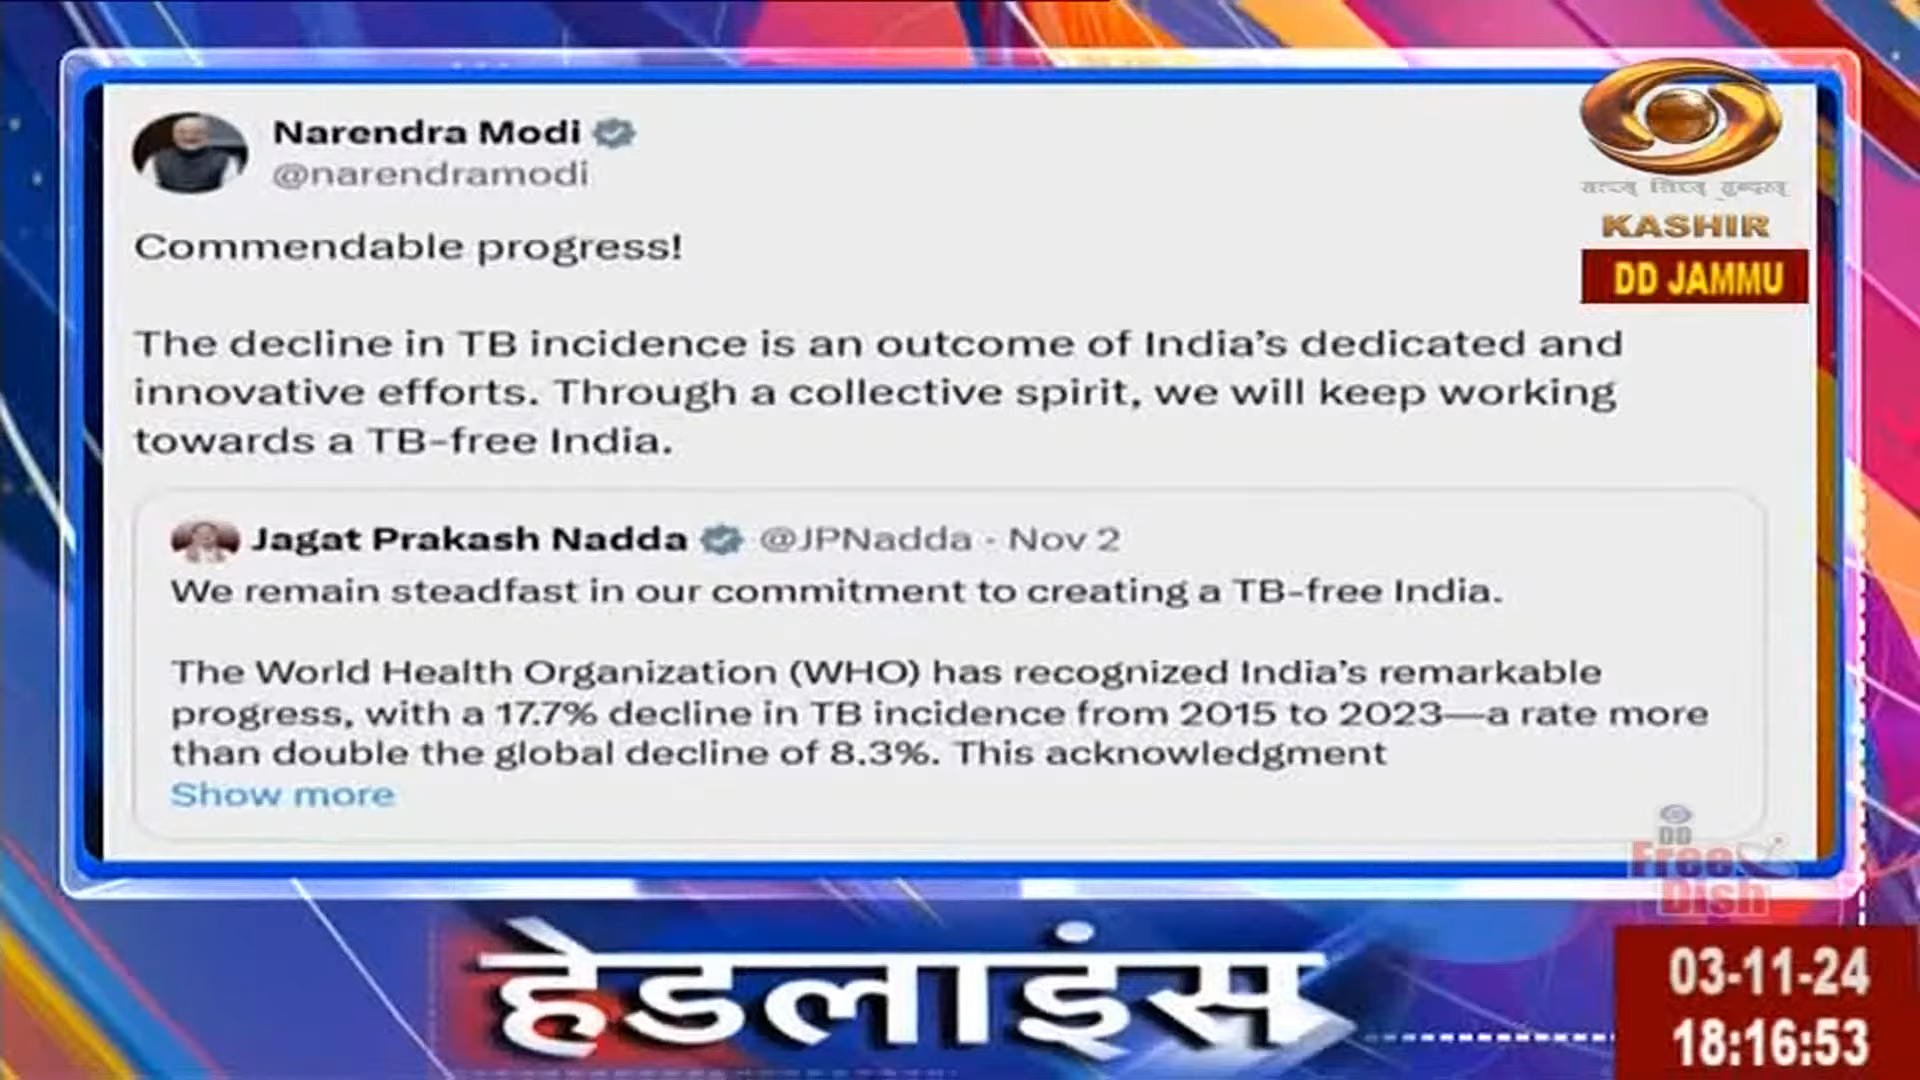 Narendra Modi
@narendramodi
Commendable progress!
The decline in TB incidence is an outcome of India's dedicated and
innovative efforts. Through a collective spirit, we will keep working
towards a TB-free India.
Jagat Prakash Nadda @JPNadda · Nov 2
We remain steadfast in our commitment to creating a TB-free India.
The World Health Organization (WHO) has recognized India's remarkable
progress, with a 17.7% decline in TB incidence from 2015 to 2023—a rate more
than double the global decline of 8.3%. This acknowledgment
Show more
KASHIR
DD JAMMU
DD
Free
Dish
हेडलाइंस
03-11-24
18:16:53